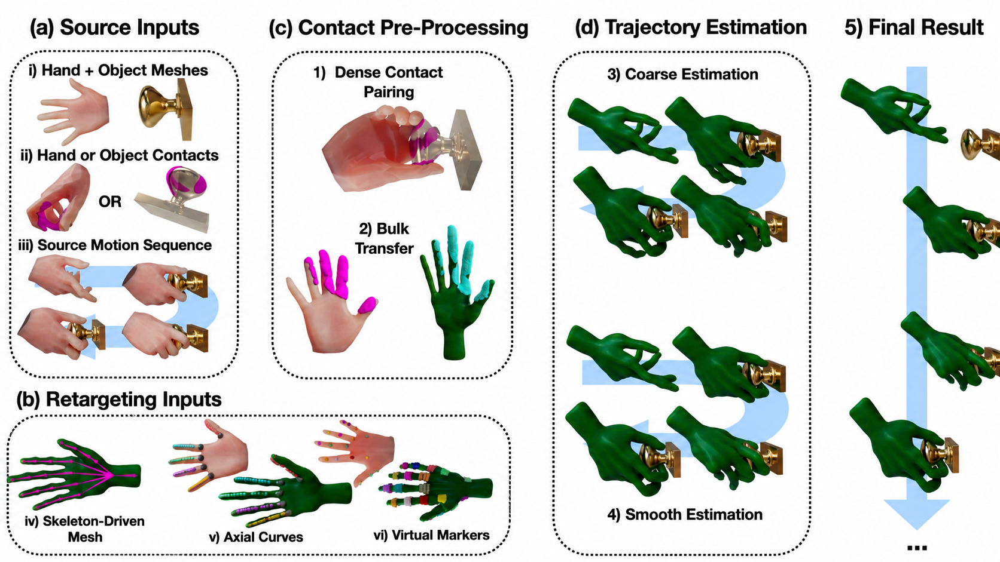 (a) Source Inputs
i) Hand + Object Meshes
ii) Hand or Object Contacts
OR
iii) Source Motion Sequence
(b) Retargeting Inputs
iv) Skeleton-Driven
Mesh
v) Axial Curves
vi) Virtual Markers
(c) Contact Pre-Processing
1) Dense Contact
Pairing
2) Bulk
Transfer
(d) Trajectory Estimation
3) Coarse Estimation
4) Smooth Estimation
5) Final Result
...